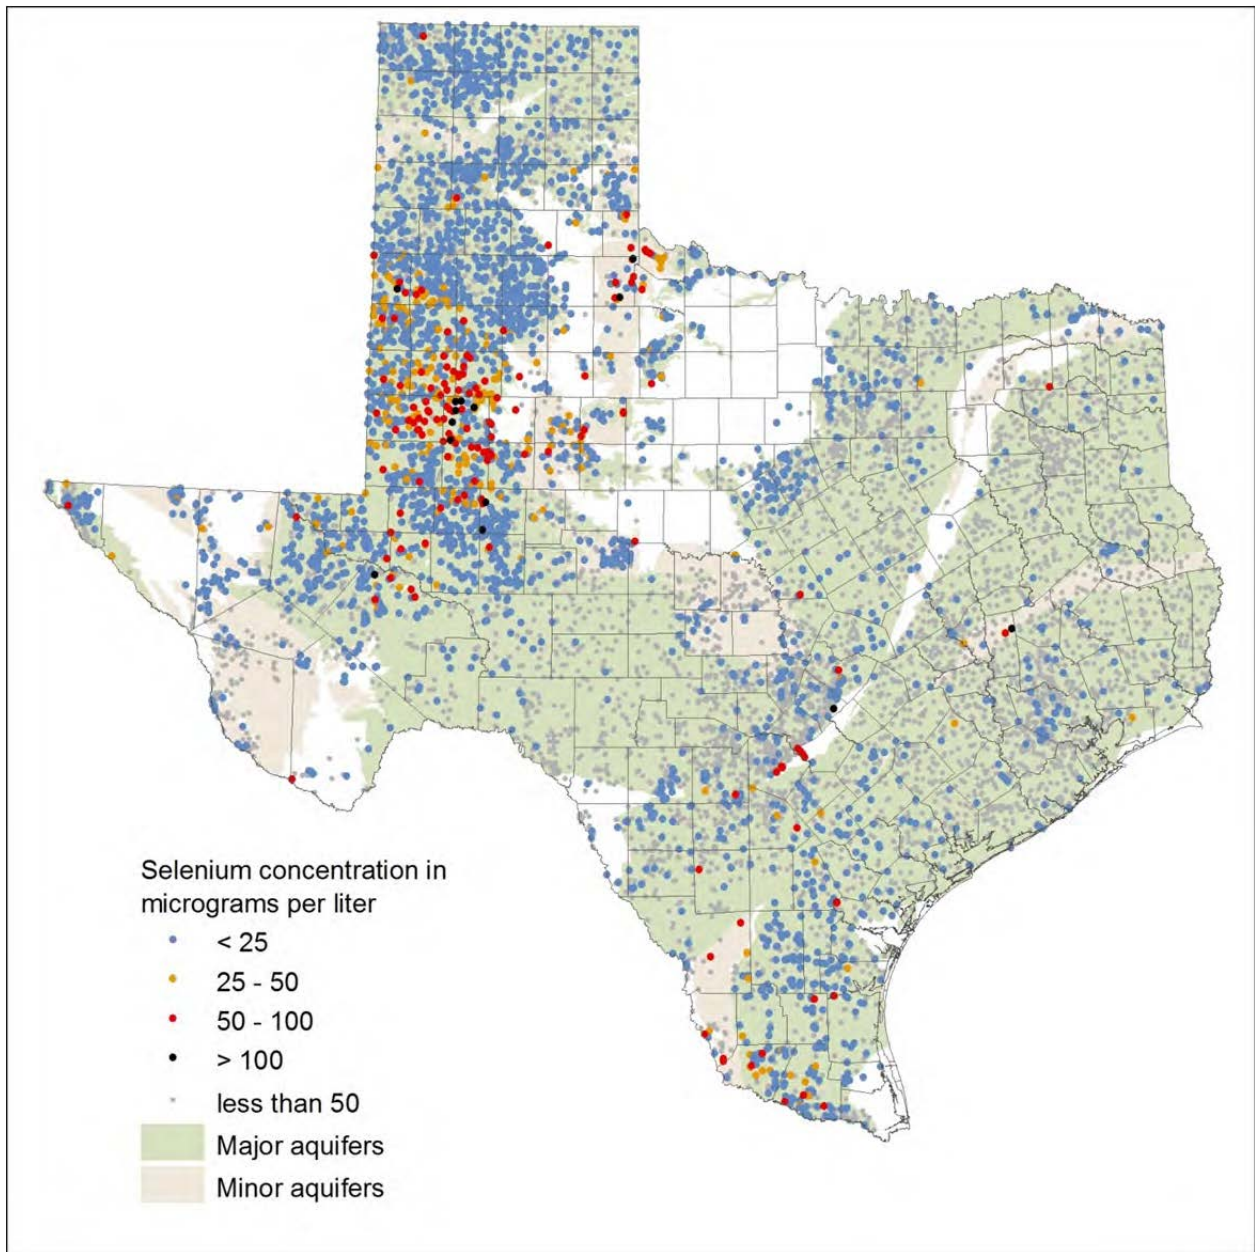 Selenium concentration in
micrograms per liter
< 25
25 - 50
50 - 100
> 100
less than 50
Major aquifers
Minor aquifers